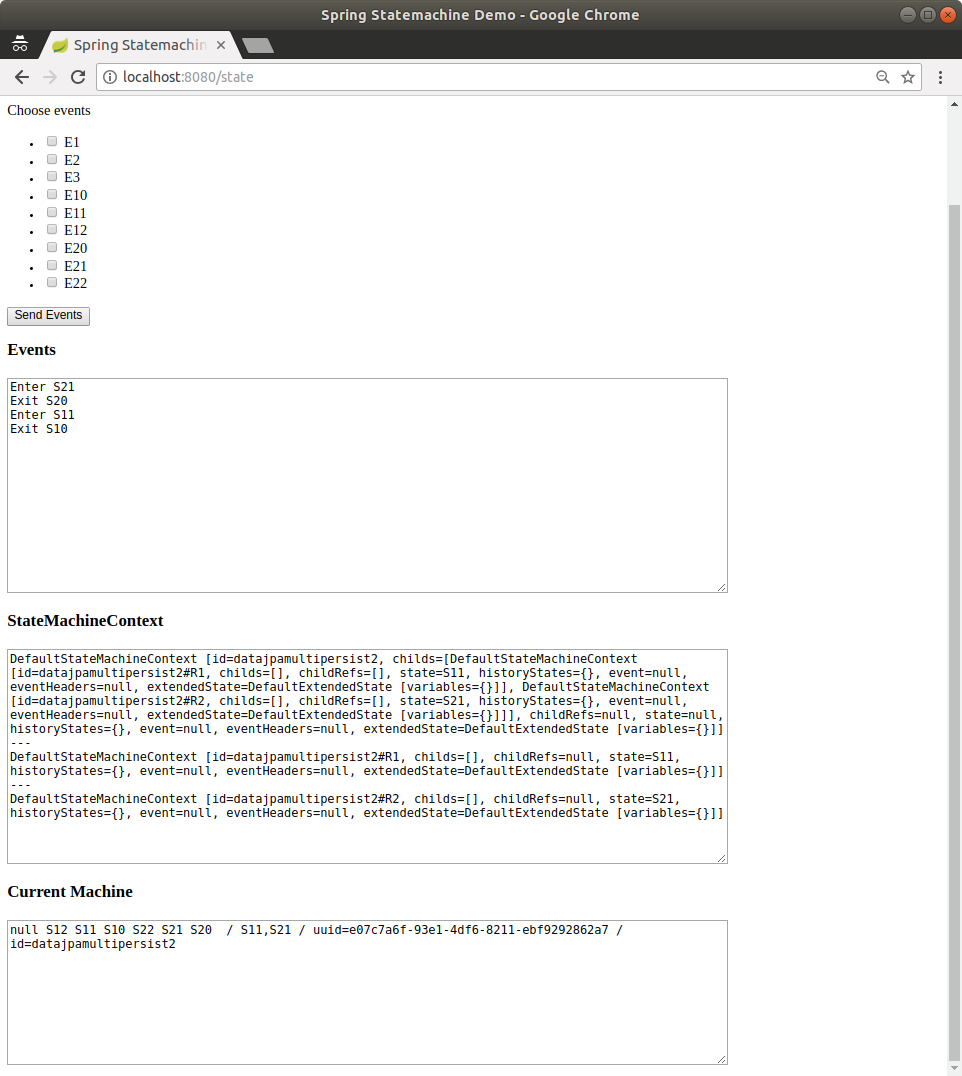 Spring Statemachine Demo - Google Chrome
Spring Statemachin
localhost:8080/state
Choose events
E1
E2
E3
E10
E11
E12
E20
E21
E22
Send Events
Events
Enter S21
Exit S20
Enter S11
Exit S10
StateMachineContext
DefaultStateMachineContext [id=datajpamultipersist2, childs=[DefaultStateMachineContext
[id=datajpamultipersist2#R1, childs=[], childRefs=[], state=S11, historyStates={}, event=null,
eventHeaders=null, extendedState=DefaultExtendedState [variables={}]], DefaultStateMachineContext
[id=datajpamultipersist2#R2, childs=[], childRefs=[], state=S21, historyStates={}, event=null,
eventHeaders=null, extendedState=DefaultExtendedState [variables={}]]], childRefs=null, state=null,
historyStates={}, event=null, eventHeaders=null, extendedState=DefaultExtendedState [variables={}]]
---
DefaultStateMachineContext [id=datajpamultipersist2#R1, childs=[], childRefs=null, state=S11,
historyStates={}, event=null, eventHeaders=null, extendedState=DefaultExtendedState [variables={}]]
---
DefaultStateMachineContext [id=datajpamultipersist2#R2, childs=[], childRefs=null, state=S21,
historyStates={}, event=null, eventHeaders=null, extendedState=DefaultExtendedState [variables={}]]
Current Machine
null S12 S11 S10 S22 S21 S20  / S11,S21 / uuid=e07c7a6f-93e1-4df6-8211-ebf9292862a7 /
id=datajpamultipersist2